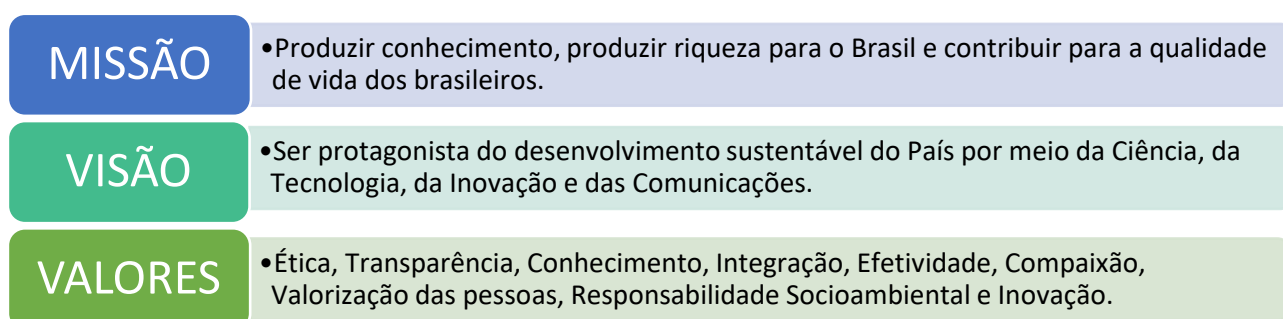 MISSÃO
•Produzir conhecimento, produzir riqueza para o Brasil e contribuir para a qualidade
de vida dos brasileiros.
VISÃO
•Ser protagonista do desenvolvimento sustentável do País por meio da Ciência, da
Tecnologia, da Inovação e das Comunicações.
VALORES
•Ética, Transparência, Conhecimento, Integração, Efetividade, Compaixão,
Valorização das pessoas, Responsabilidade Socioambiental e Inovação.